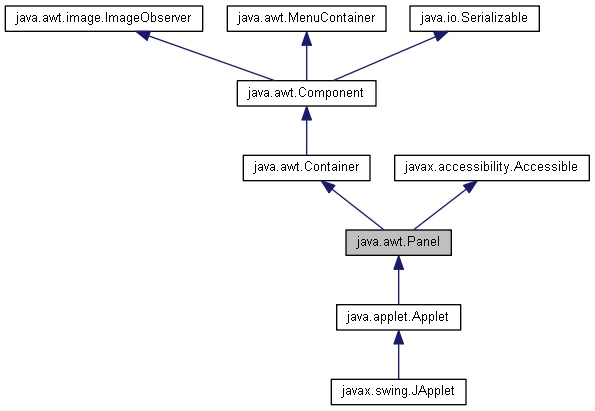 java.awt.image.ImageObserver
java.awt.MenuContainer
java.io.Serializable
java.awt.Component
java.awt.Container
javax.accessibility.Accessible
java.awt.Panel
java.applet.Applet
javax.swing.JApplet